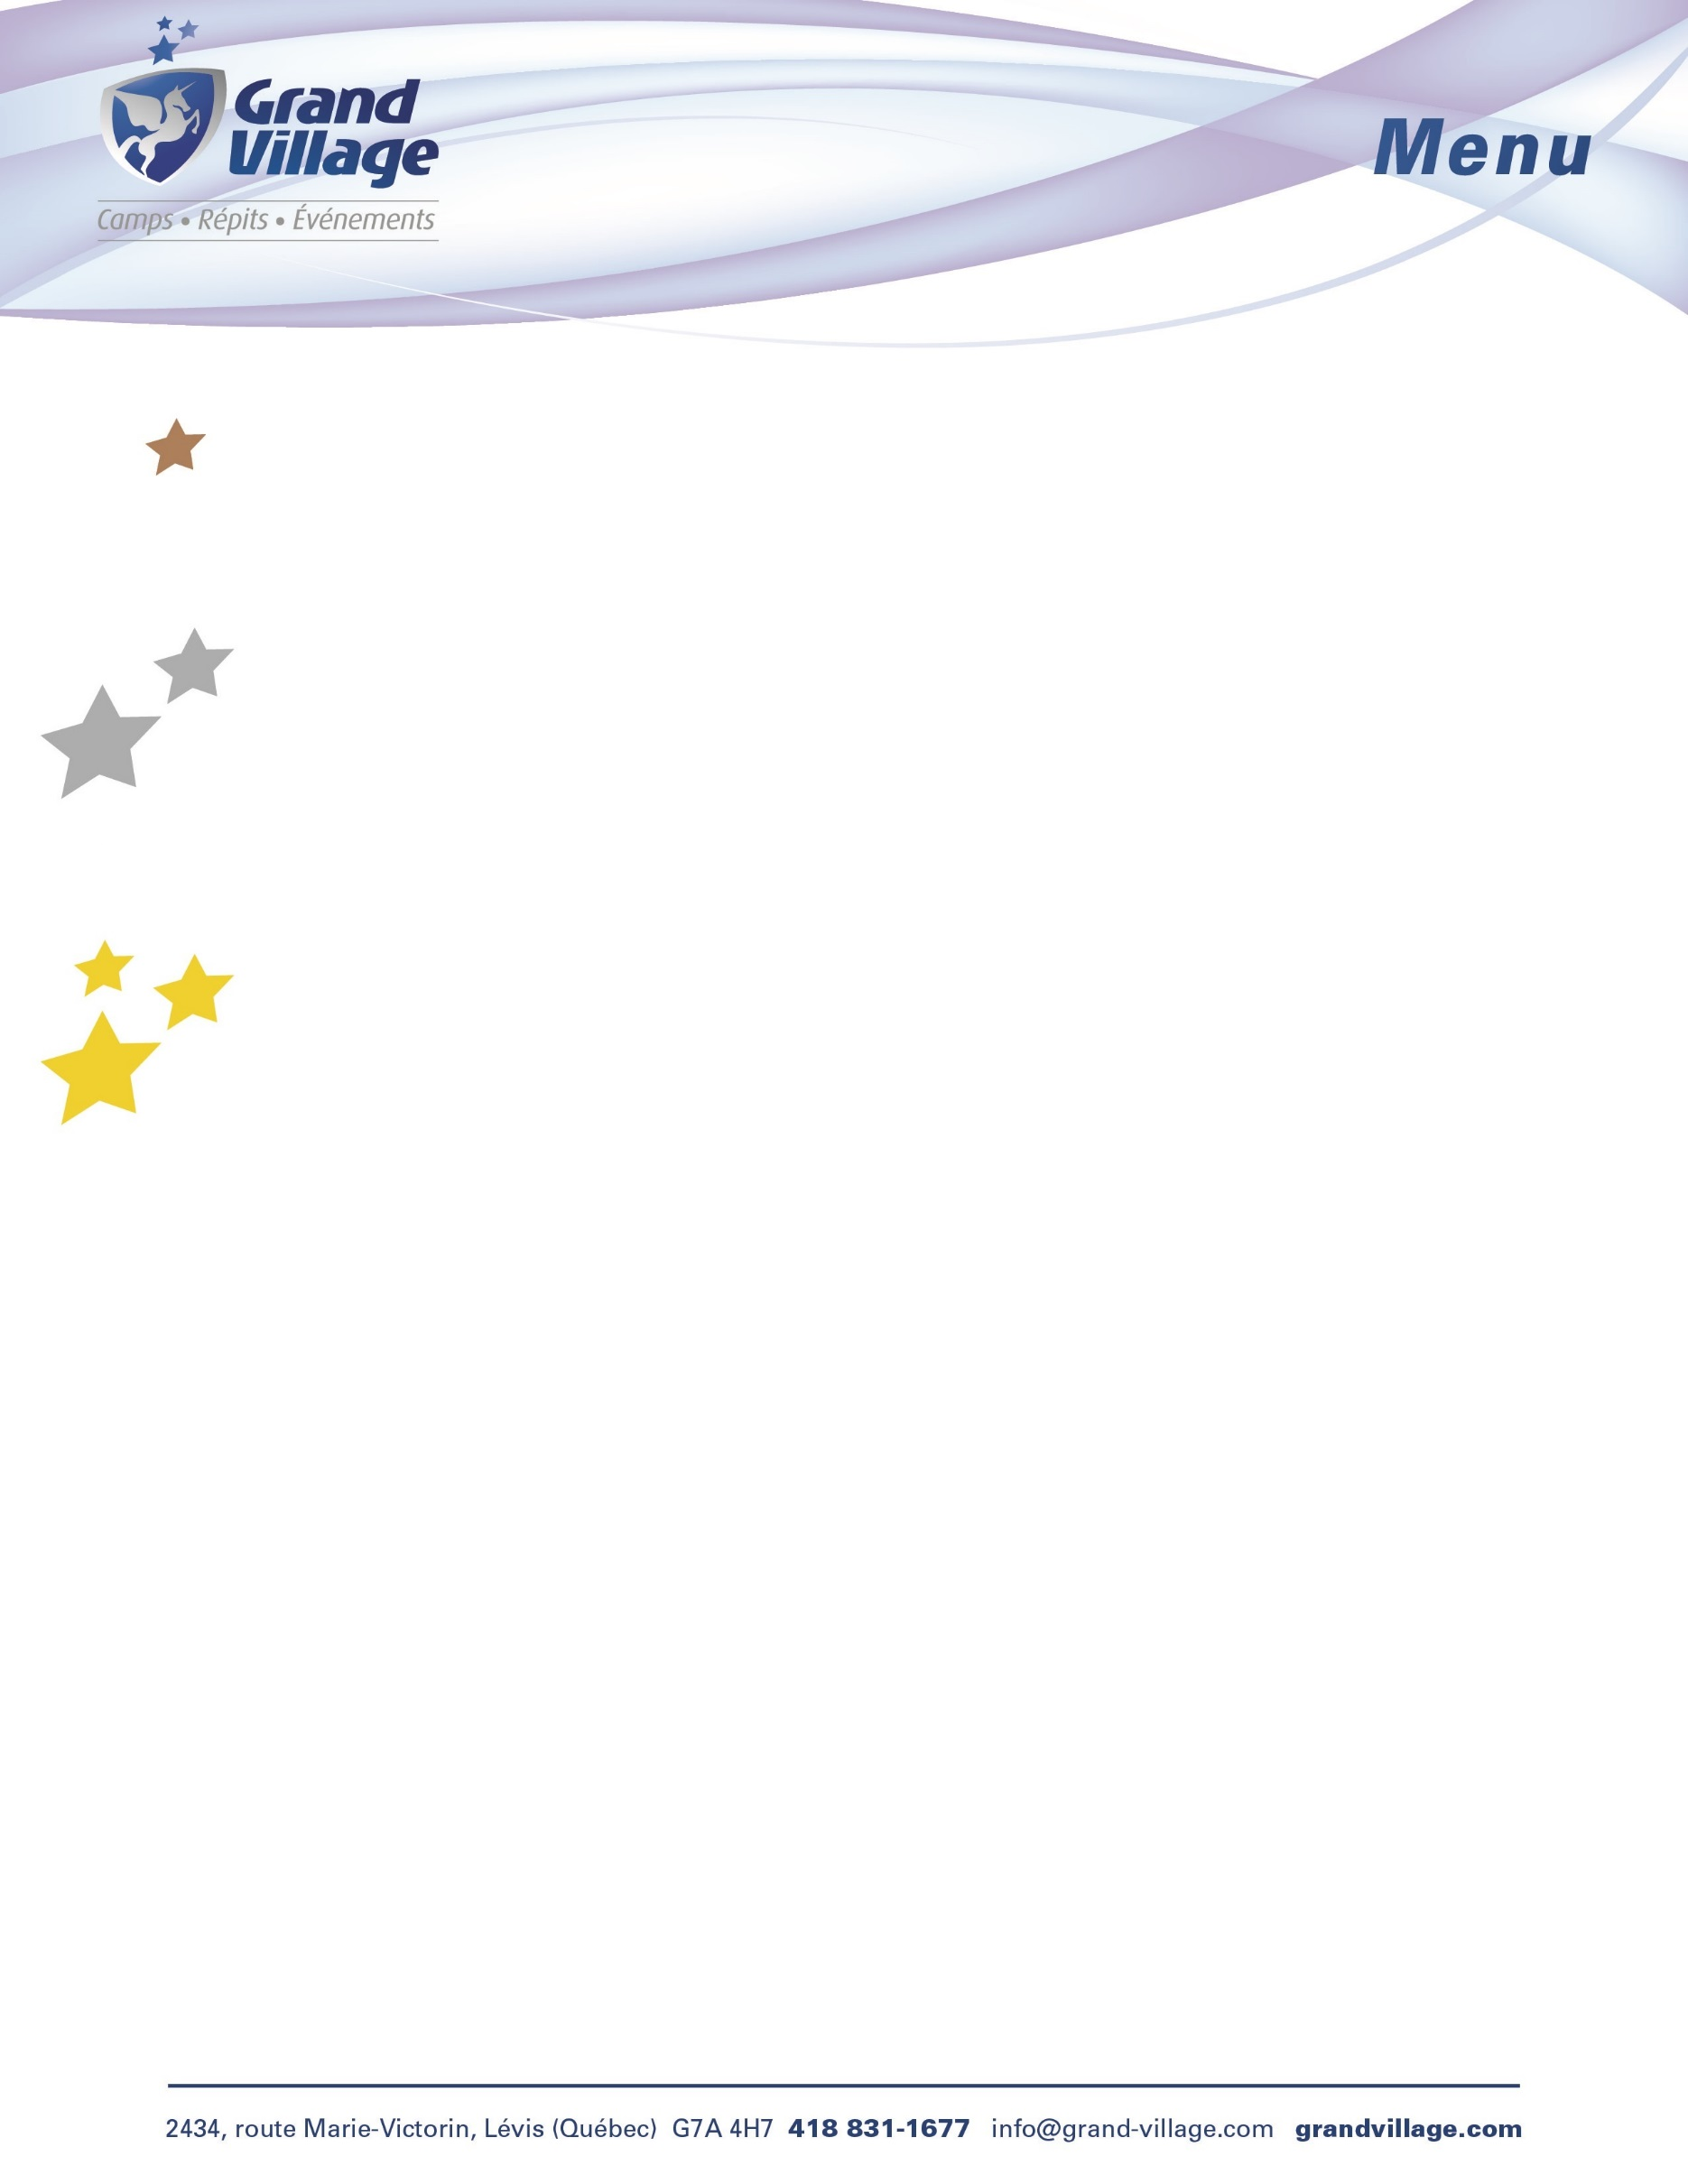 Grand
Village
Camps • Répits • Événements
Menu
2434, route Marie-Victorin, Lévis (Québec) G7A 4H7 418 831-1677 info@grand-village.com grandvillage.com